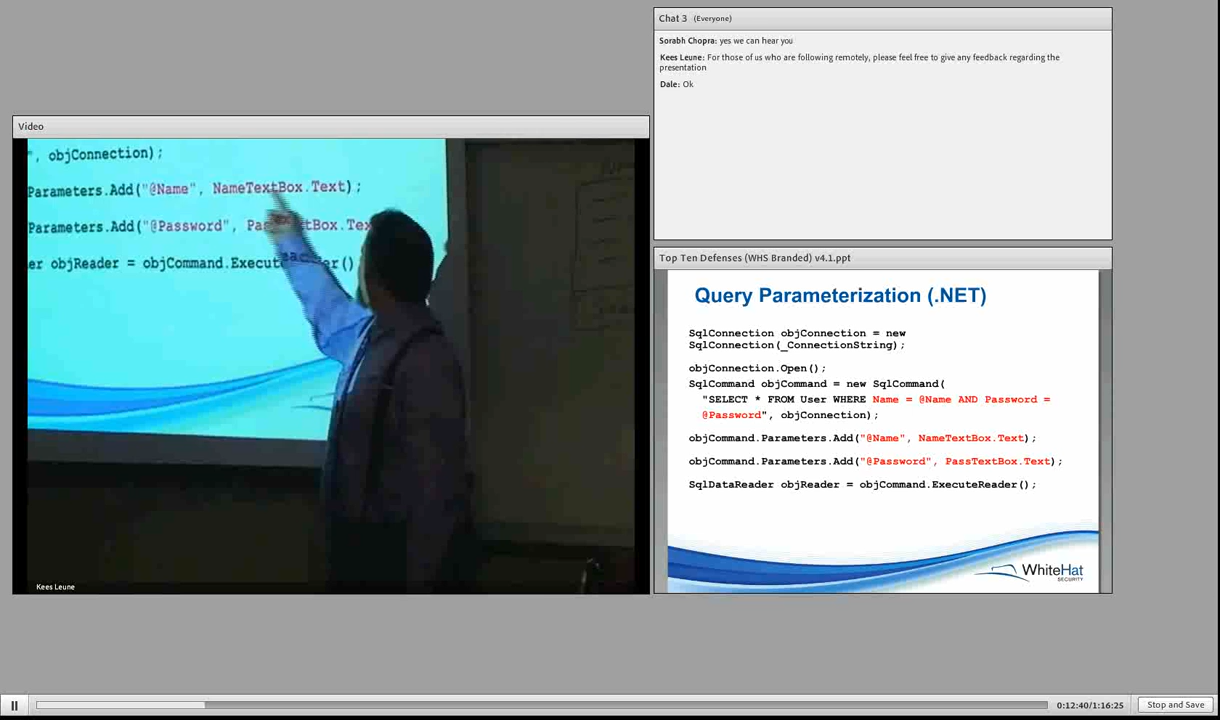 Chat 3 (Everyone)
Sorabh Chopra: yes we can hear you
Kees Leune: For those of us who are following remotely, please feel free to give any feedback regarding the
presentation
Dale: Ok
Video
", objConnection);
Parameters.Add("@Name", NameTextBox.Text);
Parameters.Add("@Password",
er objReader = objCommand.
Kees Leune
Top Ten Defenses (WHS Branded) v4.1.ppt
Query Parameterization (.NET)
SqlConnection objConnection = new
SqlConnection(_ConnectionString);
objConnection.Open();
SqlCommand objCommand = new SqlCommand(
"SELECT * FROM User WHERE Name = @Name AND Password =
@Password", objConnection);
objCommand.Parameters.Add("@Name", NameTextBox.Text);
objCommand.Parameters.Add("@Password", PassTextBox.Text);
SqlDataReader objReader = objCommand.ExecuteReader();
WhiteHat
SECURITY
0:12:40/1:16:25
Stop and Save